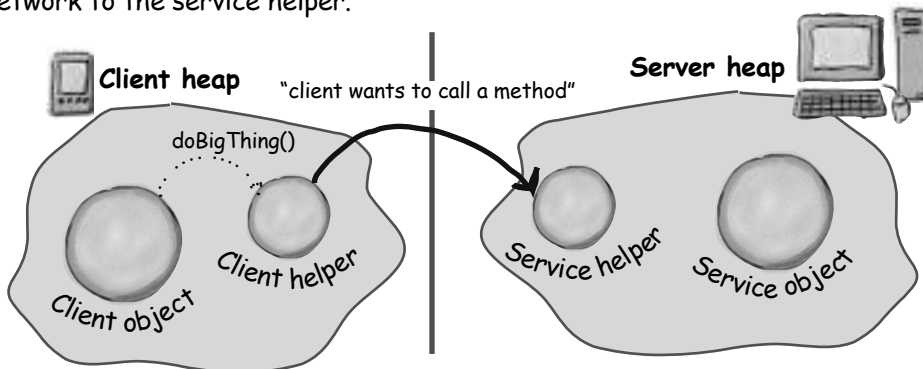 etwork to the service helper.
Client heap
Server heap
"client wants to call a method"
doBigThing()
Client object
Client helper
Service helper
Service object